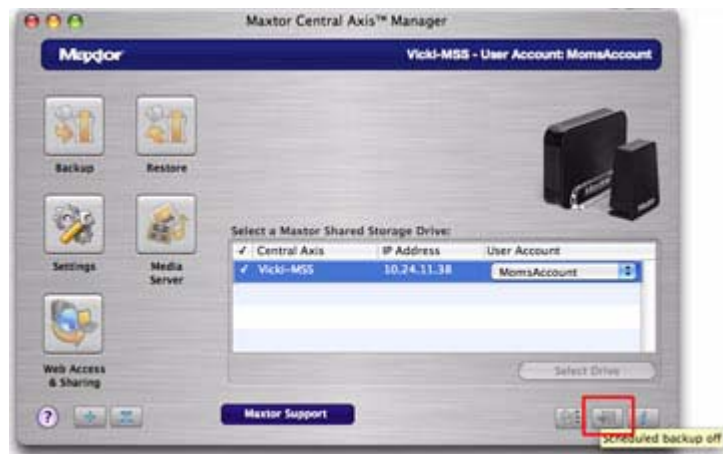 Maxtor Central Axis™ Manager
Maxtor
Vicki-MSS - User Account: MomsAccount
Backup
Restore
Settings
Media
Server
Web Access
& Sharing
Maxtor
Select a Maxtor Shared Storage Drive:
✓ Central Axis IP Address User Account
✓ Vicki-MSS 10.24.11.38 MomsAccount
Select Drive
?
Maxtor Support
i
Scheduled backup off